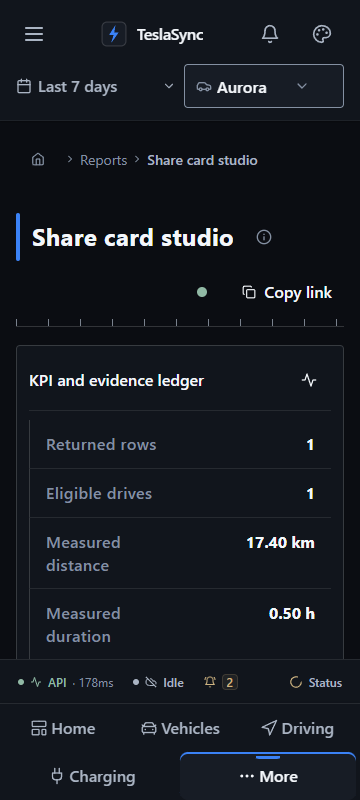 TeslaSync
Last 7 days
Aurora
Reports
Share card studio
Share card studio
Copy link
KPI and evidence ledger
Returned rows 1
Eligible drives 1
Measured distance 17.40 km
Measured duration 0.50 h
API · 178ms Idle 2 Status
Home Vehicles Driving
Charging More